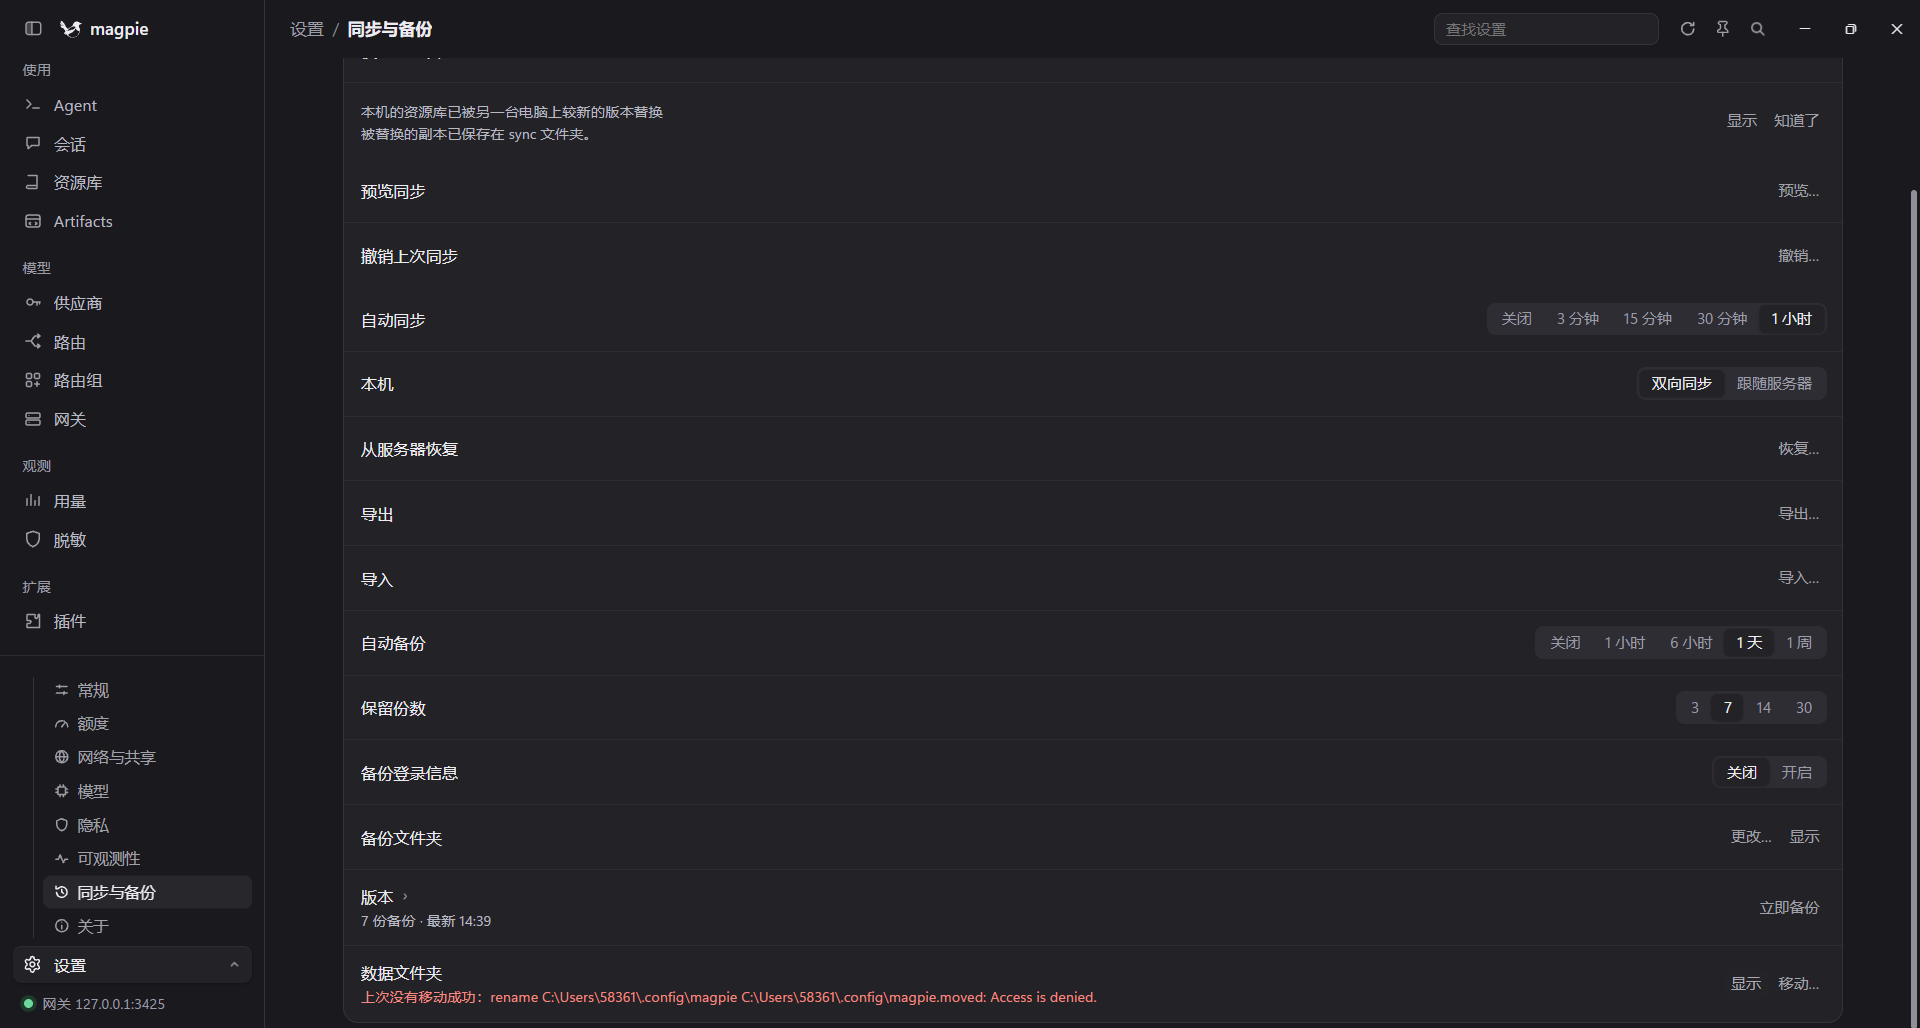 magpie
设置 / 同步与备份
查找设置
使用
Agent
会话
资源库
Artifacts
模型
供应商
路由
路由组
网关
观测
用量
脱敏
扩展
插件
常规
额度
网络与共享
模型
隐私
可观测性
同步与备份
关于
设置
网关 127.0.0.1:3425
本机的资源库已被另一台电脑上较新的版本替换
被替换的副本已保存在 sync 文件夹。
显示 知道了
预览同步 预览...
撤销上次同步 撤销...
自动同步 关闭 3 分钟 15 分钟 30 分钟 1 小时
本机 双向同步 跟随服务器
从服务器恢复 恢复...
导出 导出...
导入 导入...
自动备份 关闭 1 小时 6 小时 1 天 1 周
保留份数 3 7 14 30
备份登录信息 关闭 开启
备份文件夹 更改... 显示
版本 ›
7 份备份 · 最新 14:39
立即备份
数据文件夹
上次没有移动成功：rename C:\Users\58361\.config\magpie C:\Users\58361\.config\magpie.moved: Access is denied.
显示 移动...